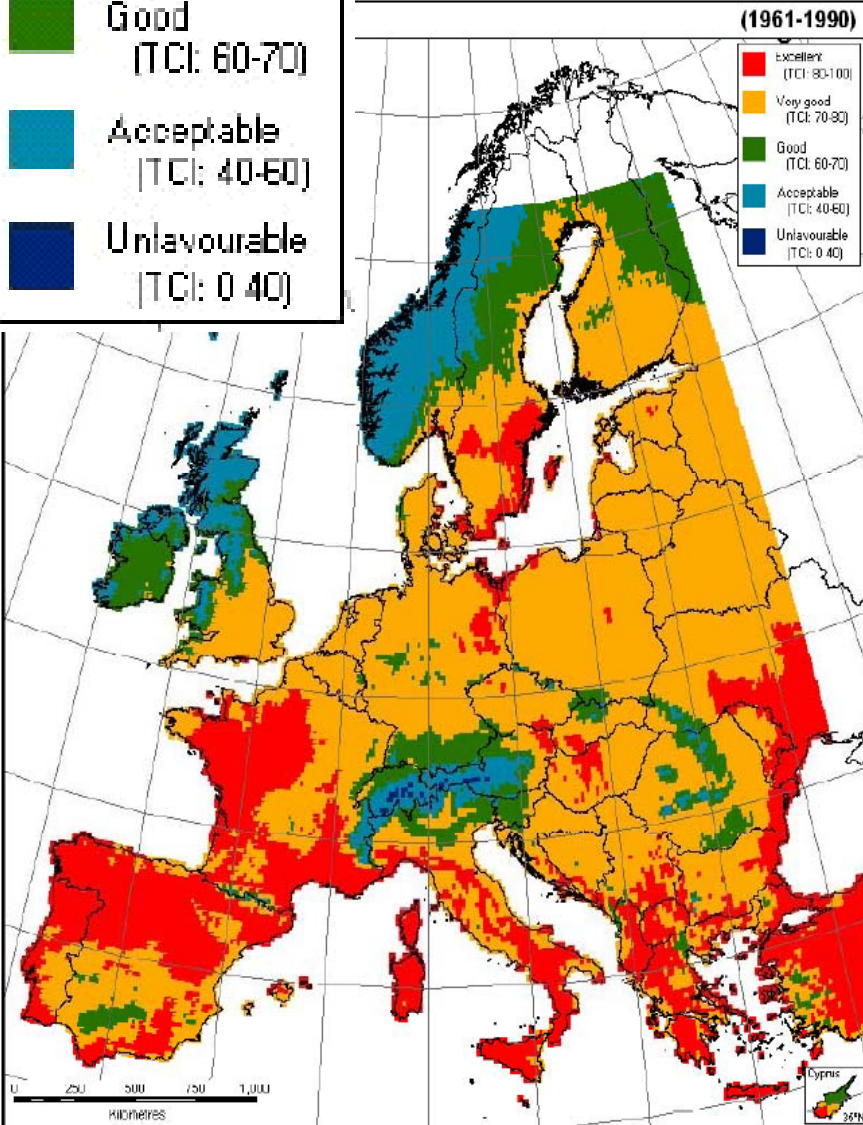 Good
(TCI: 60-70)
Acceptable
(TCI: 40-60)
Unfavourable
(TCI: 0 40)
(1961-1990)
Excellent
(TCI: 80-100)
Very good
(TCI: 70-80)
Good
(TCI: 60-70)
Acceptable
(TCI: 40-60)
Unfavourable
(TCI: 0 40)
0 250 500 750 1,000
Kilometres
Cyprus
36°N